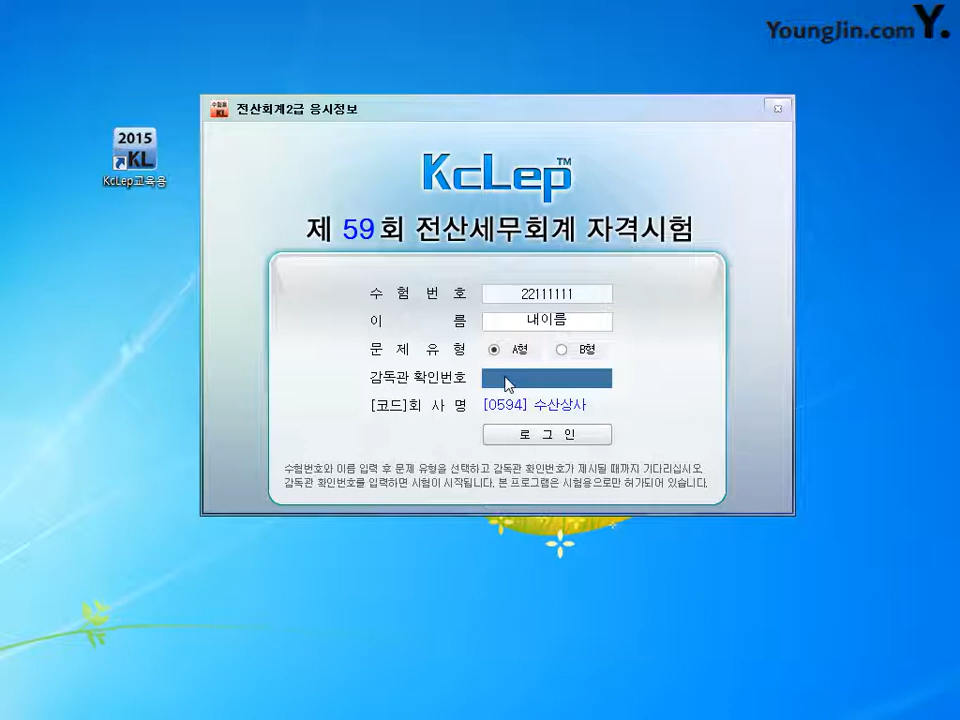 YoungJin.com Y.
수험용
KL
전산회계2급 응시정보
2015
KL
KcLep교육용
KcLep™
제 59회 전산세무회계 자격시험
수 험 번 호 22111111
이 름 내이름
문 제 유 형 A형 B형
감독관 확인번호
[코드]회 사 명 [0594] 수산상사
로 그 인
수험번호와 이름 입력 후 문제 유형을 선택하고 감독관 확인번호가 제시될 때까지 기다리십시오.
감독관 확인번호를 입력하면 시험이 시작됩니다. 본 프로그램은 시험용으로만 허가되어 있습니다.